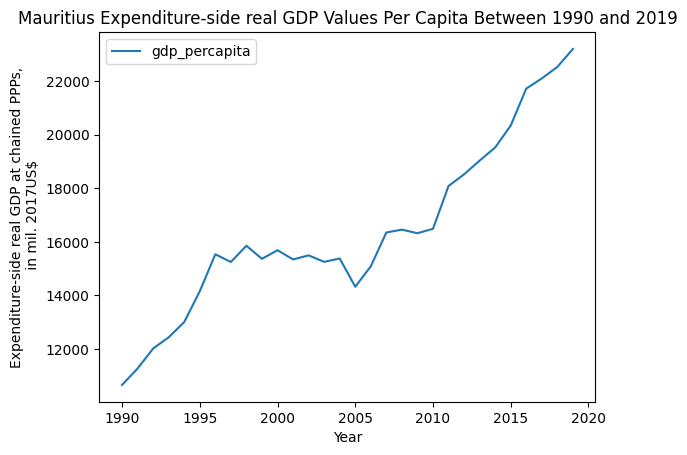 Mauritius Expenditure-side real GDP Values Per Capita Between 1990 and 2019
gdp_percapita
Expenditure-side real GDP at chained PPPs,
in mil. 2017US$
22000
20000
18000
16000
14000
12000
1990
1995
2000
2005
2010
2015
2020
Year